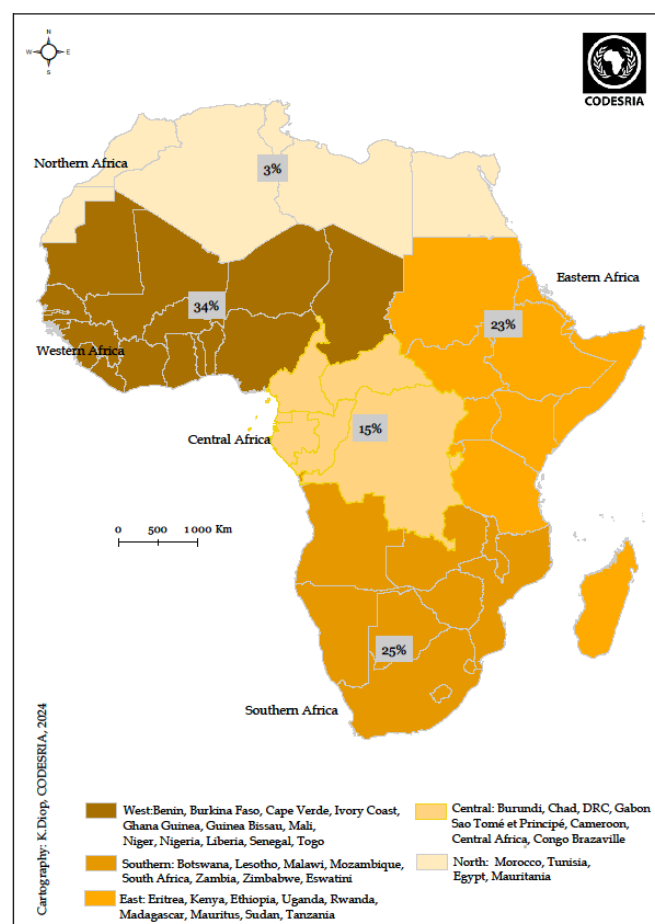 N
W E
S
CODESRIA
Northern Africa
3%
Eastern Africa
34%
23%
Western Africa
15%
Central Africa
0 500 1 000 Km
25%
Southern Africa
Cartography: K.Diop, CODESRIA, 2024
West:Benin, Burkina Faso, Cape Verde, Ivory Coast,
Ghana Guinea, Guinea Bissau, Mali,
Niger, Nigeria, Liberia, Senegal, Togo
Southern: Botswana, Lesotho, Malawi, Mozambique,
South Africa, Zambia, Zimbabwe, Eswatini
East: Eritrea, Kenya, Ethiopia, Uganda, Rwanda,
Madagascar, Mauritus, Sudan, Tanzania
Central: Burundi, Chad, DRC, Gabon
Sao Tomé et Principé, Cameroon,
Central Africa, Congo Brazaville
North: Morocco, Tunisia,
Egypt, Mauritania